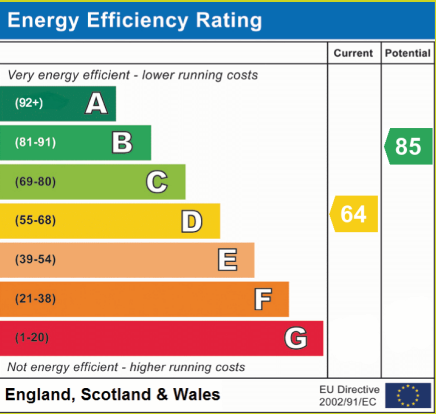 Energy Efficiency Rating
Current Potential
Very energy efficient - lower running costs
(92+) A
(81-91) B
85
(69-80) C
(55-68) D
64
(39-54) E
(21-38) F
(1-20) G
Not energy efficient - higher running costs
England, Scotland & Wales
EU Directive
2002/91/EC